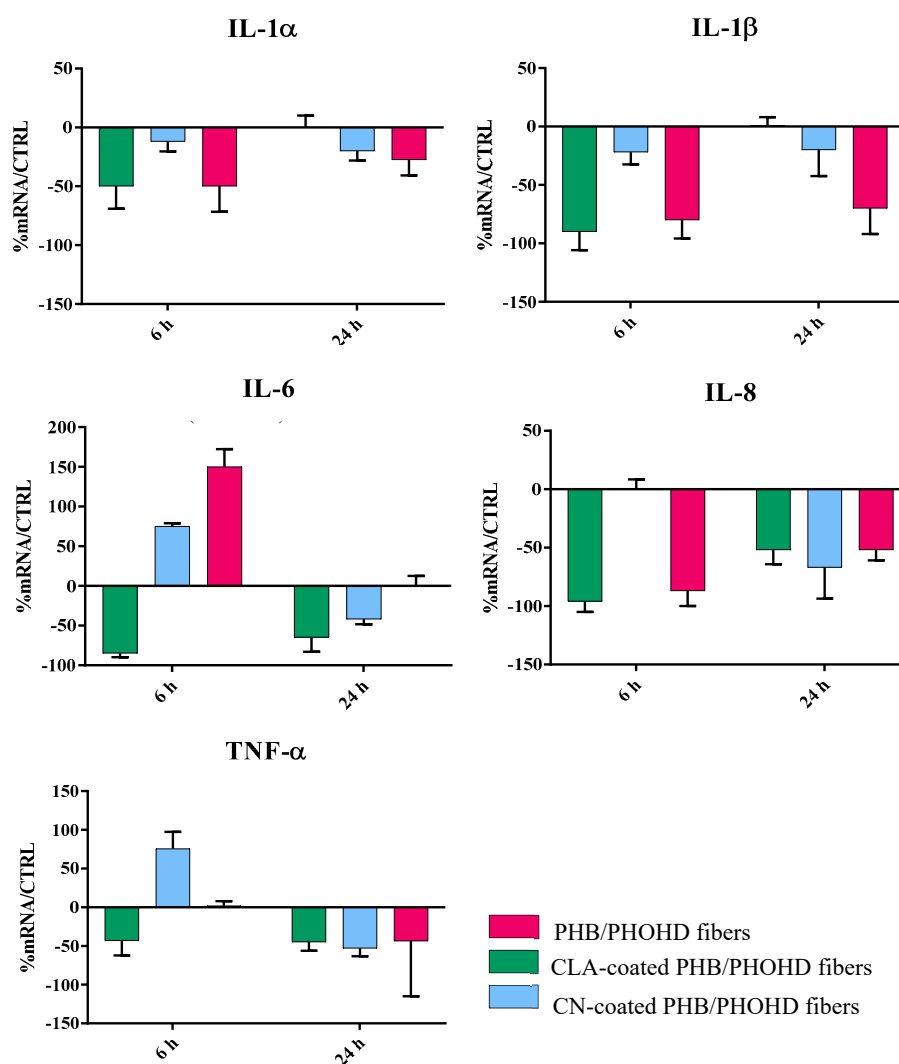 IL-1α
50
0
-50
-100
-150
%mRNA/CTRL
6 h
24 h
IL-1β
50
0
-50
-100
-150
%mRNA/CTRL
6 h
24 h
IL-6
200
150
100
50
0
-50
-100
%mRNA/CTRL
6 h
24 h
IL-8
50
0
-50
-100
-150
%mRNA/CTRL
6 h
24 h
TNF-α
150
100
50
0
-50
-100
-150
%mRNA/CTRL
6 h
24 h
PHB/PHOHD fibers
CLA-coated PHB/PHOHD fibers
CN-coated PHB/PHOHD fibers